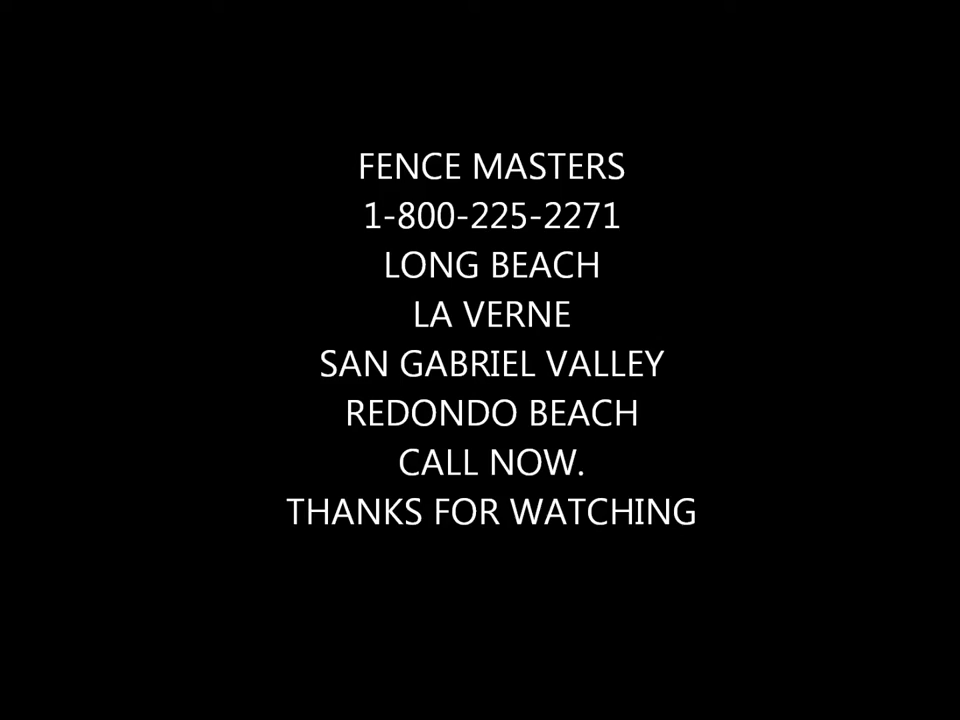 FENCE MASTERS
1-800-225-2271
LONG BEACH
LA VERNE
SAN GABRIEL VALLEY
REDONDO BEACH
CALL NOW.
THANKS FOR WATCHING